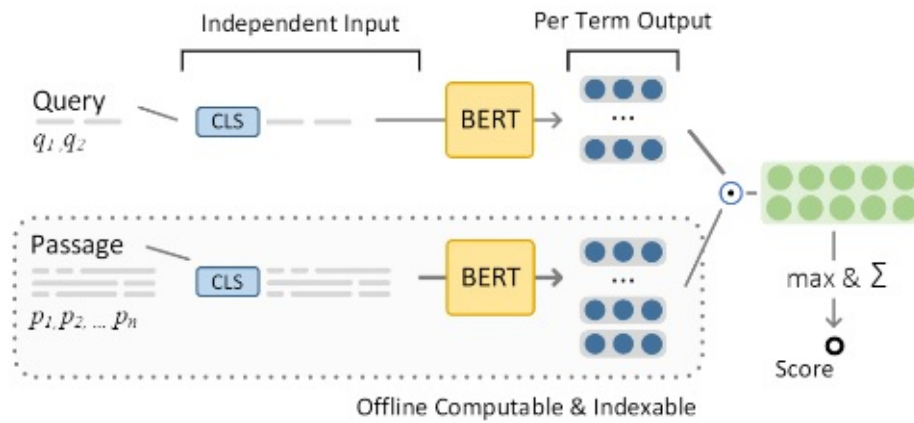 Independent Input
Per Term Output
Query
q₁,q₂
CLS
BERT
...
Passage
p₁,p₂, ... ,pₙ
CLS
BERT
...
max & Σ
Score
Offline Computable & Indexable